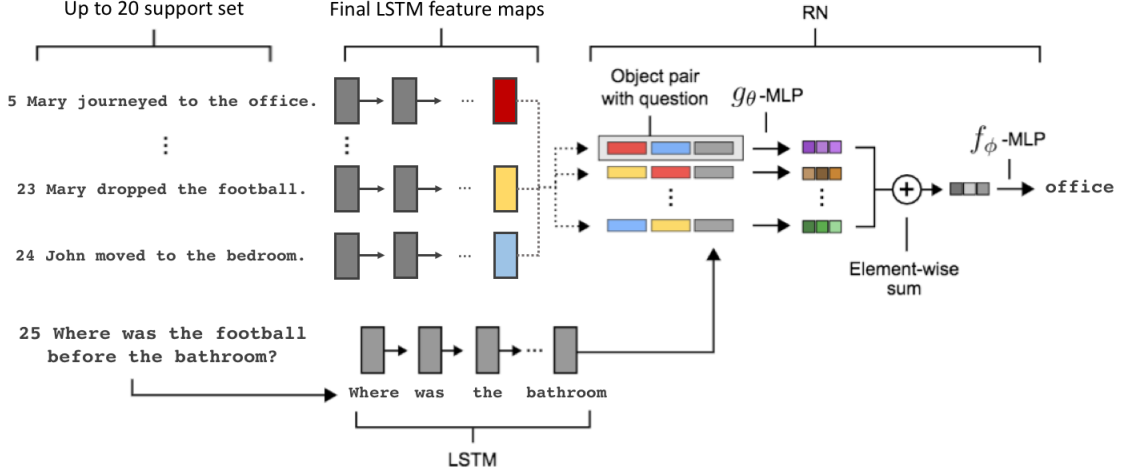 Up to 20 support set
Final LSTM feature maps
RN
5 Mary journeyed to the office.
...
Object pair
with question
gθ-MLP
fϕ-MLP
23 Mary dropped the football.
...
+
office
24 John moved to the bedroom.
...
Element-wise
sum
25 Where was the football
before the bathroom?
...
Where was the bathroom
LSTM